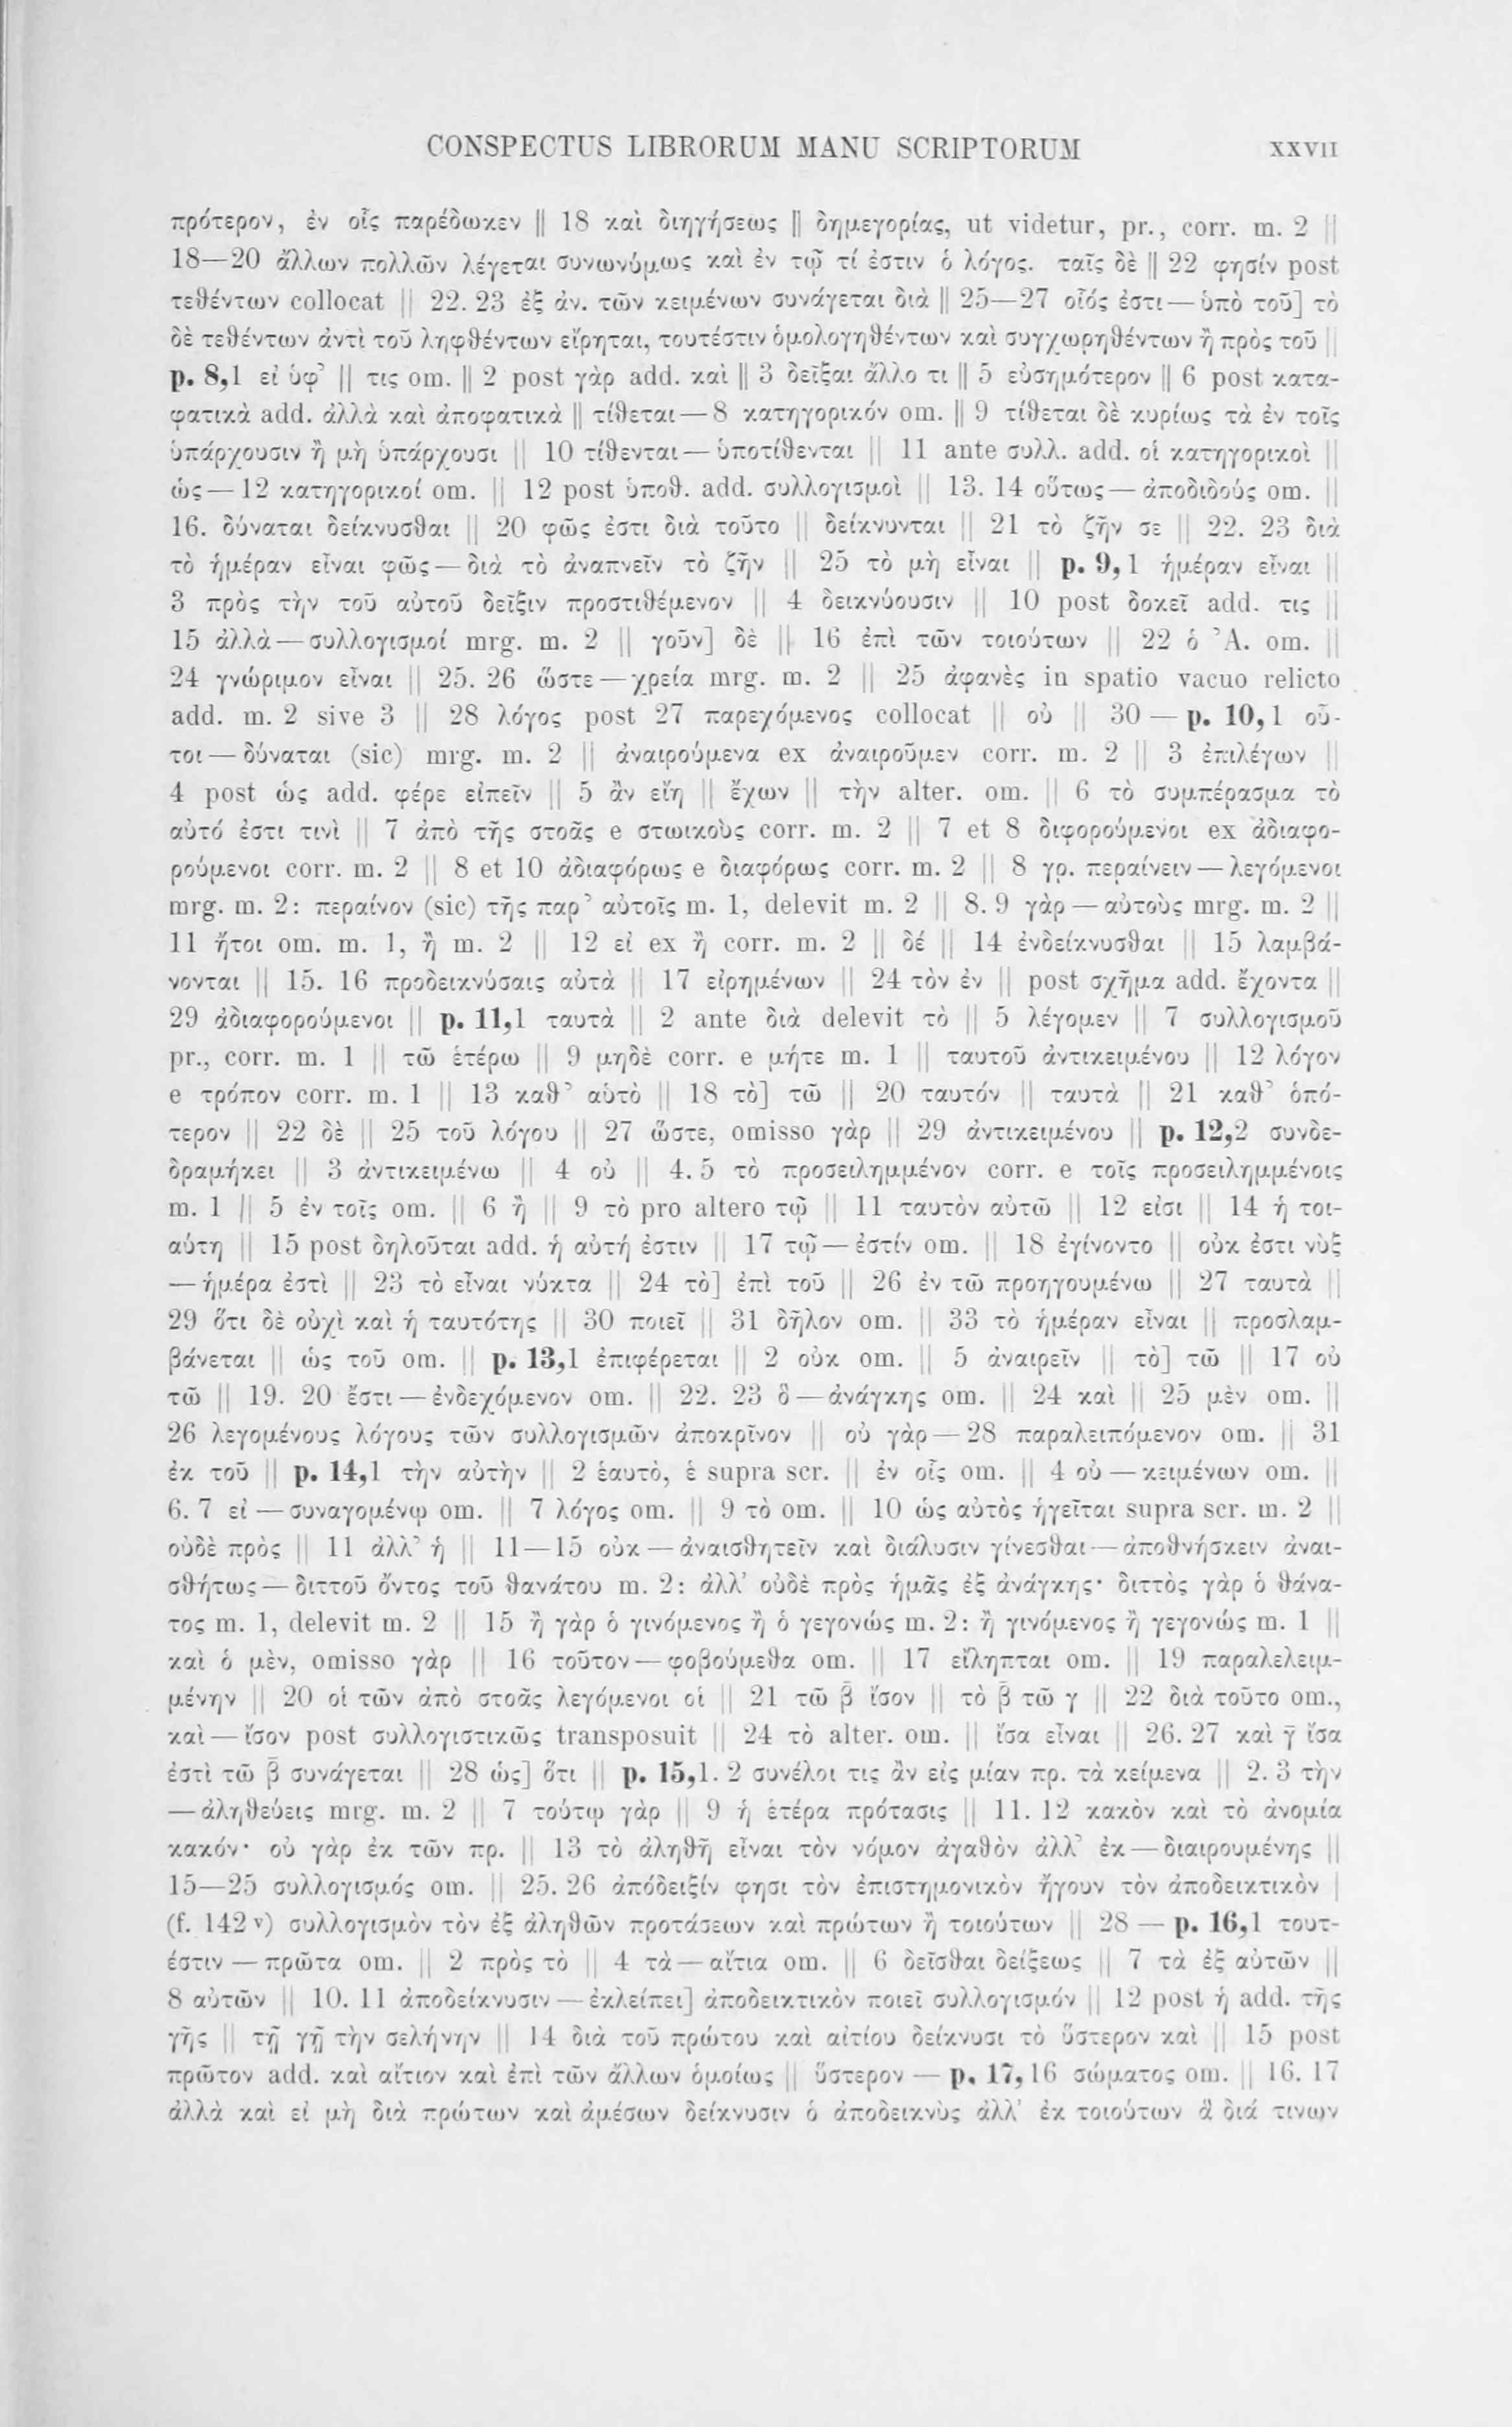 CONSPECTUS LIBRORUM MANU SCRIPTORUM XXVII
πρότερον, ἐν οἷς παρέδωκεν || 18 καὶ διηγήσεως || δημεγορίας, ut videtur, pr., corr. m. 2 ||
18—20 ἄλλων πολλῶν λέγεται συνωνύμως καὶ ἐν τῷ τί ἐστιν ὁ λόγος. ταῖς δὲ || 22 φησίν post
τεθέντων collocat || 22. 23 ἐξ ἀν. τῶν κειμένων συνάγεται διὰ || 25—27 οἷός ἐστι — ὑπὸ τοῦ] τὸ
δὲ τεθέντων ἀντὶ τοῦ ληφθέντων εἴρηται, τουτέστιν ὁμολογηθέντων καὶ συγχωρηθέντων ἢ πρὸς τοῦ ||
p. 8,1 εἰ ὑφ᾽ || τις om. || 2 post γὰρ add. καὶ || 3 δεῖξαι ἄλλο τι || 5 εὐσημότερον || 6 post κατα-
φατικὰ add. ἀλλὰ καὶ ἀποφατικὰ || τίθεται — 8 κατηγορικόν om. || 9 τίθεται δὲ κυρίως τὰ ἐν τοῖς
ὑπάρχουσιν ἢ μὴ ὑπάρχουσι || 10 τίθενται — ὑποτίθενται || 11 ante συλλ. add. οἱ κατηγορικοὶ ||
ὡς — 12 κατηγορικοί om. || 12 post ὑποθ. add. συλλογισμοὶ || 13. 14 οὕτως — ἀποδιδούς om. ||
16. δύναται δείκνυσθαι || 20 φῶς ἐστι διὰ τοῦτο || δείκνυνται || 21 τὸ ζῆν σε || 22. 23 διὰ
τὸ ἡμέραν εἶναι φῶς — διὰ τὸ ἀναπνεῖν τὸ ζῆν || 25 τὸ μὴ εἶναι || p. 9,1 ἡμέραν εἶναι ||
3 πρὸς τὴν τοῦ αὐτοῦ δεῖξιν προστιθέμενον || 4 δεικνύουσιν || 10 post δοκεῖ add. τις ||
15 ἀλλὰ — συλλογισμοί mrg. m. 2 || γοῦν] δὲ || 16 ἐπὶ τῶν τοιούτων || 22 ὁ ᾽Α. om. ||
24 γνώριμον εἶναι || 25. 26 ὥστε — χρεία mrg. m. 2 || 25 ἀφανὲς in spatio vacuo relicto
add. m. 2 sive 3 || 28 λόγος post 27 παρεχόμενος collocat || οὐ || 30 — p. 10,1 οὗ-
τοι — δύναται (sic) mrg. m. 2 || ἀναιρούμενα ex ἀναιροῦμεν corr. m. 2 || 3 ἐπιλέγων ||
4 post ὡς add. φέρε εἰπεῖν || 5 ἂν εἴη || ἔχων || τὴν alter. om. || 6 τὸ συμπέρασμα τὸ
αὐτό ἐστι τινὶ || 7 ἀπὸ τῆς στοᾶς e στωικοὺς corr. m. 2 || 7 et 8 διφορούμενοι ex ἀδιαφο-
ρούμενοι corr. m. 2 || 8 et 10 ἀδιαφόρως e διαφόρως corr. m. 2 || 8 γρ. περαίνειν — λεγόμενοι
mrg. m. 2: περαίνον (sic) τῆς παρ᾽ αὐτοῖς m. 1, delevit m. 2 || 8. 9 γὰρ — αὐτοὺς mrg. m. 2 ||
11 ἤτοι om. m. 1, ἢ m. 2 || 12 εἰ ex ἢ corr. m. 2 || δέ || 14 ἐνδείκνυσθαι || 15 λαμβά-
νονται || 15. 16 προδεικνύσαις αὐτὰ || 17 εἰρημένων || 24 τὸν ἐν || post σχῆμα add. ἔχοντα ||
29 ἀδιαφορούμενοι || p. 11,1 ταυτὰ || 2 ante διὰ delevit τὸ || 5 λέγομεν || 7 συλλογισμοῦ
pr., corr. m. 1 || τῶ ἑτέρω || 9 μηδὲ corr. e μήτε m. 1 || ταυτοῦ ἀντικειμένου || 12 λόγον
e τρόπον corr. m. 1 || 13 καθ᾽ αὑτὸ || 18 τὸ] τῶ || 20 ταυτόν || ταυτὰ || 21 καθ᾽ ὁπό-
τερον || 22 δὲ || 25 τοῦ λόγου || 27 ὥστε, omisso γὰρ || 29 ἀντικειμένου || p. 12,2 συνδε-
δραμήκει || 3 ἀντικειμένω || 4 οὐ || 4. 5 τὸ προσειλημμένον corr. e τοῖς προσειλημμένοις
m. 1 || 5 ἐν τοῖς om. || 6 ἢ || 9 τὸ pro altero τῷ || 11 ταυτὸν αὐτῶ || 12 εἰσι || 14 ἡ τοι-
αύτη || 15 post δηλοῦται add. ἡ αὐτή ἐστιν || 17 τῷ — ἐστίν om. || 18 ἐγίνοντο || οὐκ ἐστι νὺξ
— ἡμέρα ἐστὶ || 23 τὸ εἶναι νύκτα || 24 τὸ] ἐπὶ τοῦ || 26 ἐν τῶ προηγουμένω || 27 ταυτὰ ||
29 ὅτι δὲ οὐχὶ καὶ ἡ ταυτότης || 30 ποιεῖ || 31 δῆλον om. || 33 τὸ ἡμέραν εἶναι || προσλαμ-
βάνεται || ὡς τοῦ om. || p. 13,1 ἐπιφέρεται || 2 οὐκ om. || 5 ἀναιρεῖν || τὸ] τῶ || 17 οὐ
τῶ || 19. 20 ἔστι — ἐνδεχόμενον om. || 22. 23 ὃ — ἀνάγκης om. || 24 καὶ || 25 μὲν om. ||
26 λεγομένους λόγους τῶν συλλογισμῶν ἀποκρῖνον || οὐ γὰρ — 28 παραλειπόμενον om. || 31
ἐκ τοῦ || p. 14,1 τὴν αὐτὴν || 2 ἑαυτὸ, ἑ supra scr. || ἐν οἷς om. || 4 οὐ — κειμένων om. ||
6. 7 εἰ — συναγομένῳ om. || 7 λόγος om. || 9 τὸ om. || 10 ὡς αὐτὸς ἡγεῖται supra scr. m. 2 ||
οὐδὲ πρὸς || 11 ἀλλ᾽ ἡ || 11—15 οὐκ — ἀναισθητεῖν καὶ διάλυσιν γίνεσθαι — ἀποθνήσκειν ἀναι-
σθήτως — διττοῦ ὄντος τοῦ θανάτου m. 2: ἀλλ᾽ οὐδὲ πρὸς ἡμᾶς ἐξ ἀνάγκης· διττὸς γὰρ ὁ θάνα-
τος m. 1, delevit m. 2 || 15 ἢ γὰρ ὁ γινόμενος ἢ ὁ γεγονώς m. 2: ἢ γινόμενος ἢ γεγονώς m. 1 ||
καὶ ὁ μὲν, omisso γὰρ || 16 τοῦτον — φοβούμεθα om. || 17 εἴληπται om. || 19 παραλελειμ-
μένην || 20 οἱ τῶν ἀπὸ στοᾶς λεγόμενοι οἱ || 21 τῶ β̄ ἴσον || τὸ β̄ τῶ γ || 22 διὰ τοῦτο om.,
καὶ — ἴσον post συλλογιστικῶς transposuit || 24 τὸ alter. om. || ἴσα εἶναι || 26. 27 καὶ γ̄ ἴσα
ἐστὶ τῶ β̄ συνάγεται || 28 ὡς] ὅτι || p. 15,1. 2 συνέλοι τις ἂν εἰς μίαν πρ. τὰ κείμενα || 2. 3 τὴν
— ἀληθεύεις mrg. m. 2 || 7 τούτῳ γὰρ || 9 ἡ ἑτέρα πρότασις || 11. 12 κακὸν καὶ τὸ ἀνομία
κακόν· οὐ γὰρ ἐκ τῶν πρ. || 13 τὸ ἀληθῆ εἶναι τὸν νόμον ἀγαθὸν ἀλλ᾽ ἐκ — διαιρουμένης ||
15—25 συλλογισμός om. || 25. 26 ἀπόδειξίν φησι τὸν ἐπιστημονικὸν ἤγουν τὸν ἀποδεικτικὸν |
(f. 142 v) συλλογισμὸν τὸν ἐξ ἀληθῶν προτάσεων καὶ πρώτων ἢ τοιούτων || 28 — p. 16,1 τουτ-
έστιν — πρῶτα om. || 2 πρὸς τὸ || 4 τὰ — αἴτια om. || 6 δεῖσθαι δείξεως || 7 τὰ ἐξ αὐτῶν ||
8 αὐτῶν || 10. 11 ἀποδείκνυσιν — ἐκλείπει] ἀποδεικτικὸν ποιεῖ συλλογισμόν || 12 post ἡ add. τῆς
γῆς || τῇ γῇ τὴν σελήνην || 14 διὰ τοῦ πρώτου καὶ αἰτίου δείκνυσι τὸ ὕστερον καὶ || 15 post
πρῶτον add. καὶ αἴτιον καὶ ἐπὶ τῶν ἄλλων ὁμοίως || ὕστερον — p. 17,16 σώματος om. || 16. 17
ἀλλὰ καὶ εἰ μὴ διὰ πρώτων καὶ ἀμέσων δείκνυσιν ὁ ἀποδεικνὺς ἀλλ᾽ ἐκ τοιούτων ἃ διά τινων